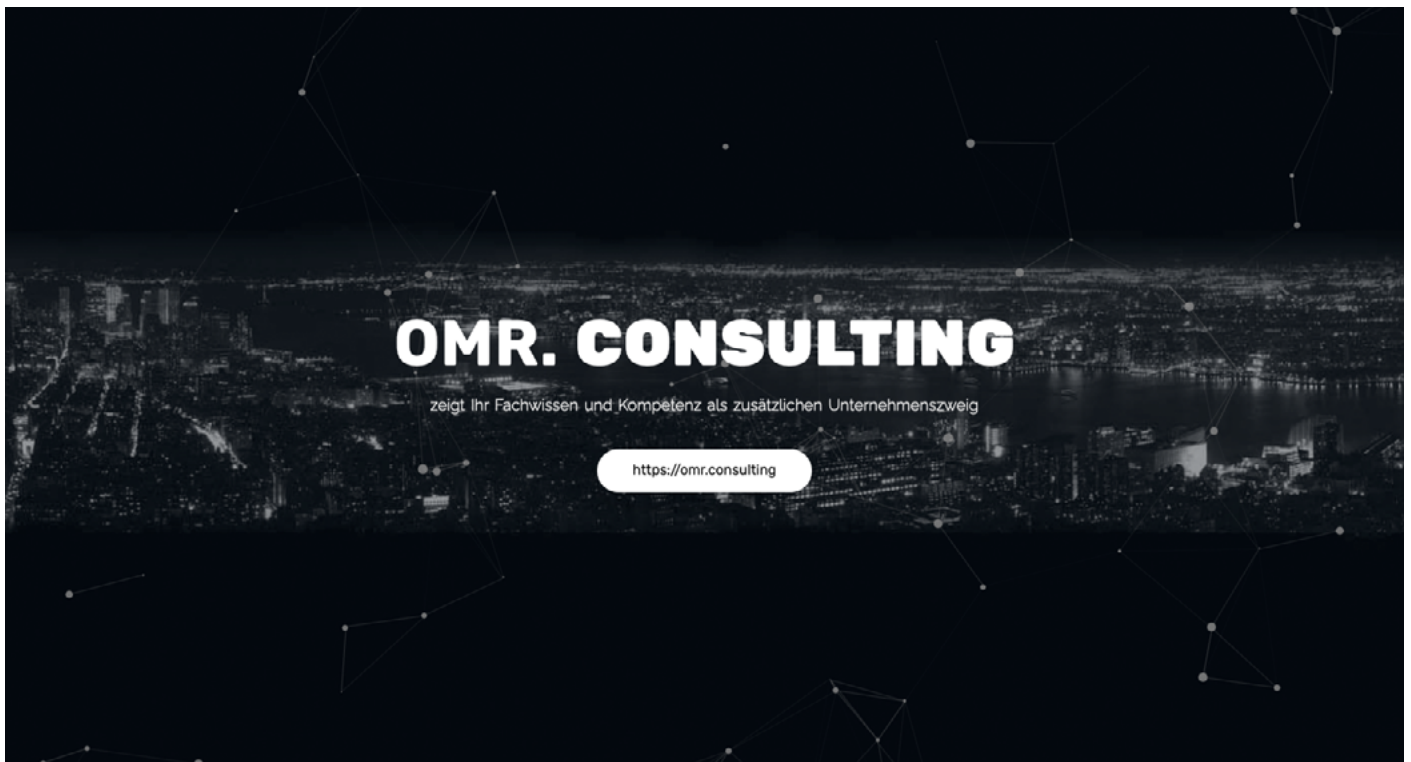 OMR. CONSULTING
zeigt Ihr Fachwissen und Kompetenz als zusätzlichen Unternehmenszweig
https://omr.consulting